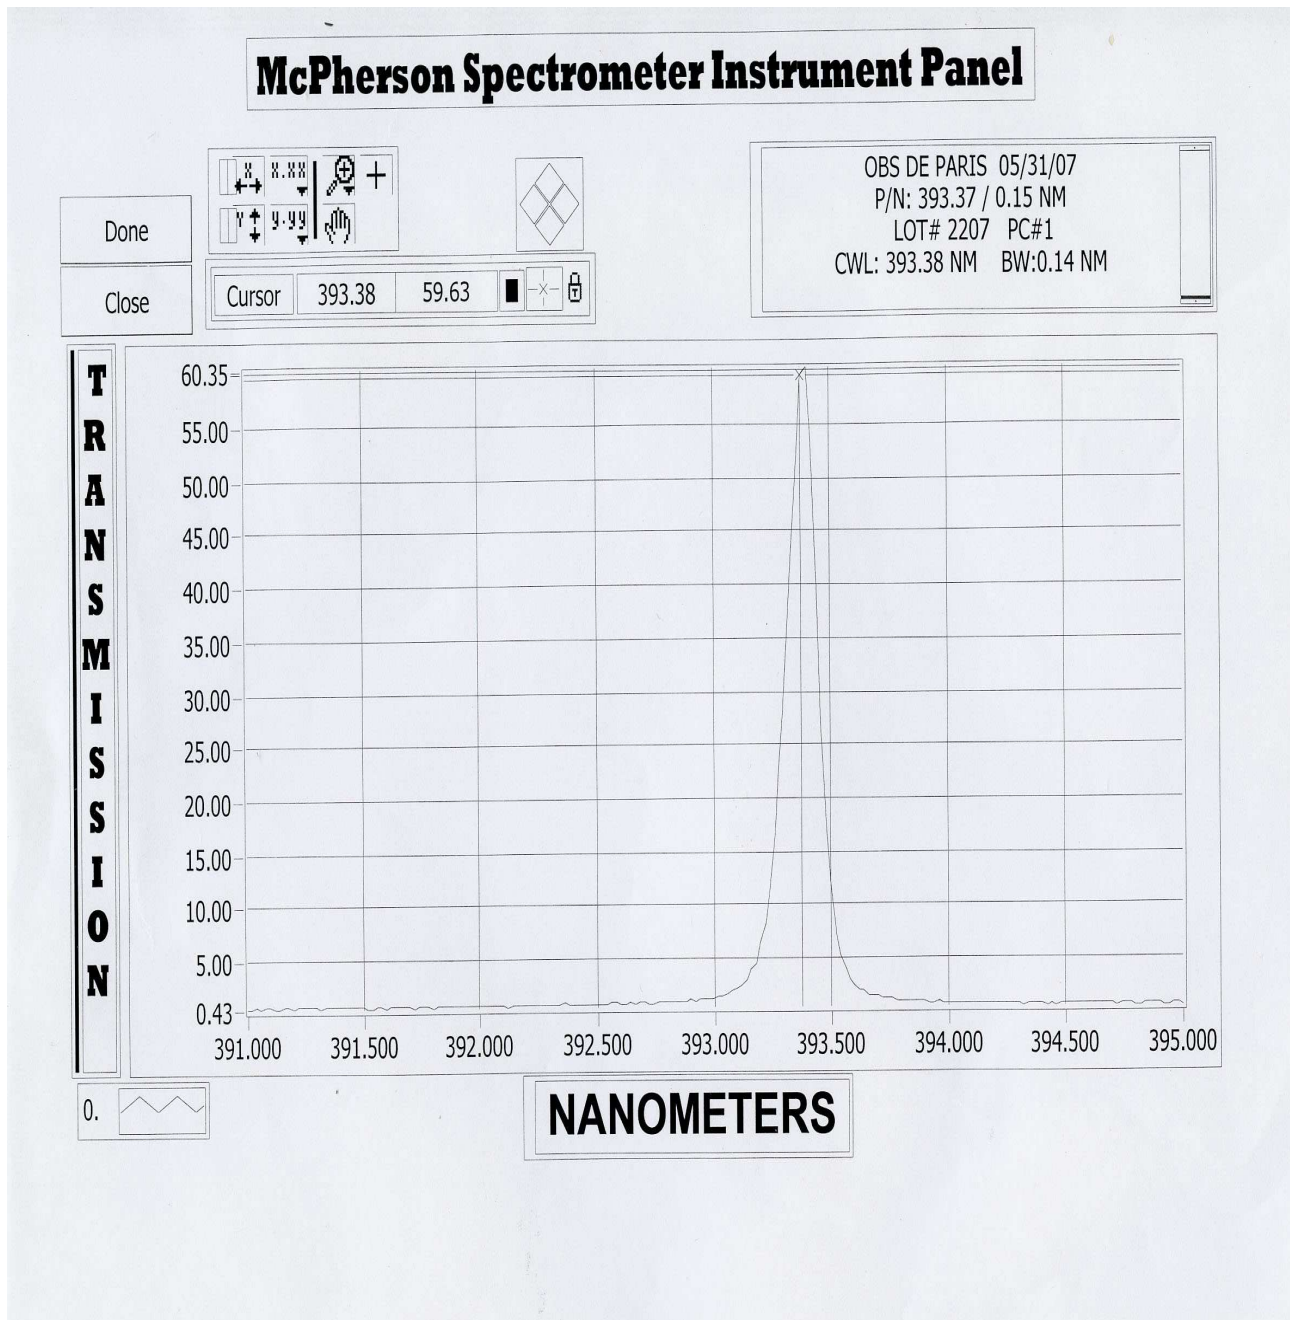 McPherson Spectrometer Instrument Panel
Done
Close
X X.XX
Y y.yy
Cursor 393.38 59.63
OBS DE PARIS 05/31/07
P/N: 393.37 / 0.15 NM
LOT# 2207 PC#1
CWL: 393.38 NM BW:0.14 NM
TRANSMISSION
60.35
55.00
50.00
45.00
40.00
35.00
30.00
25.00
20.00
15.00
10.00
5.00
0.43
391.000 391.500 392.000 392.500 393.000 393.500 394.000 394.500 395.000
0.
NANOMETERS